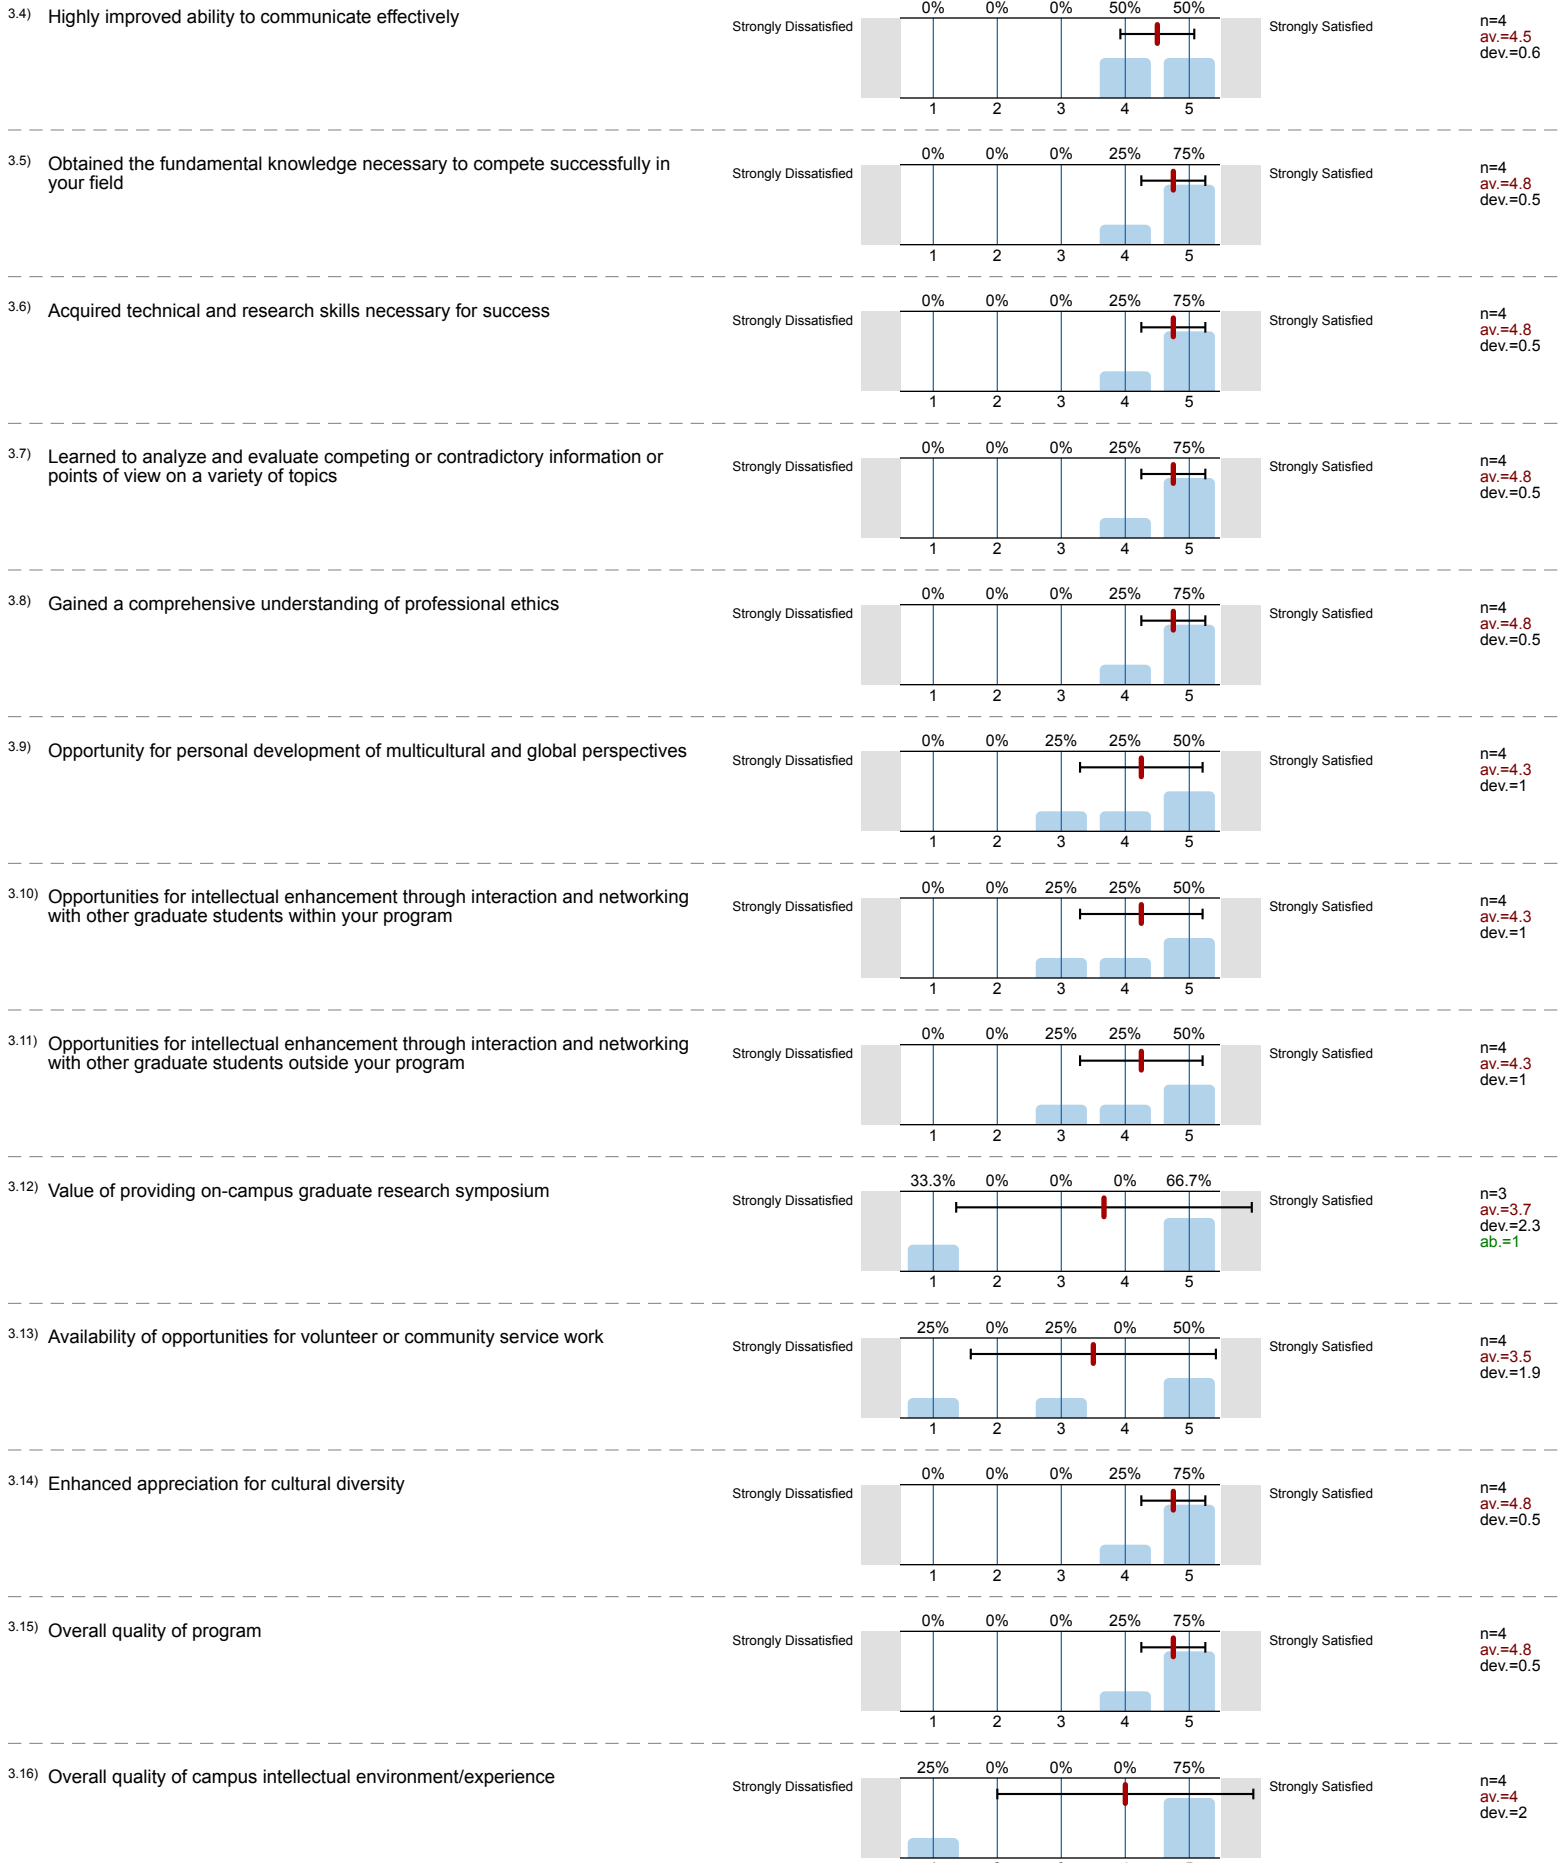 0% 0% 0% 50% 50%
3.4) Highly improved ability to communicate effectively
Strongly Dissatisfied Strongly Satisfied
n=4
av.=4.5
dev.=0.6
1 2 3 4 5
0% 0% 0% 25% 75%
3.5) Obtained the fundamental knowledge necessary to compete successfully in
your field
Strongly Dissatisfied Strongly Satisfied
n=4
av.=4.8
dev.=0.5
1 2 3 4 5
0% 0% 0% 25% 75%
3.6) Acquired technical and research skills necessary for success
Strongly Dissatisfied Strongly Satisfied
n=4
av.=4.8
dev.=0.5
1 2 3 4 5
0% 0% 0% 25% 75%
3.7) Learned to analyze and evaluate competing or contradictory information or
points of view on a variety of topics
Strongly Dissatisfied Strongly Satisfied
n=4
av.=4.8
dev.=0.5
1 2 3 4 5
0% 0% 0% 25% 75%
3.8) Gained a comprehensive understanding of professional ethics
Strongly Dissatisfied Strongly Satisfied
n=4
av.=4.8
dev.=0.5
1 2 3 4 5
0% 0% 25% 25% 50%
3.9) Opportunity for personal development of multicultural and global perspectives
Strongly Dissatisfied Strongly Satisfied
n=4
av.=4.3
dev.=1
1 2 3 4 5
0% 0% 25% 25% 50%
3.10) Opportunities for intellectual enhancement through interaction and networking
with other graduate students within your program
Strongly Dissatisfied Strongly Satisfied
n=4
av.=4.3
dev.=1
1 2 3 4 5
0% 0% 25% 25% 50%
3.11) Opportunities for intellectual enhancement through interaction and networking
with other graduate students outside your program
Strongly Dissatisfied Strongly Satisfied
n=4
av.=4.3
dev.=1
1 2 3 4 5
33.3% 0% 0% 0% 66.7%
3.12) Value of providing on-campus graduate research symposium
Strongly Dissatisfied Strongly Satisfied
n=3
av.=3.7
dev.=2.3
ab.=1
1 2 3 4 5
25% 0% 25% 0% 50%
3.13) Availability of opportunities for volunteer or community service work
Strongly Dissatisfied Strongly Satisfied
n=4
av.=3.5
dev.=1.9
1 2 3 4 5
0% 0% 0% 25% 75%
3.14) Enhanced appreciation for cultural diversity
Strongly Dissatisfied Strongly Satisfied
n=4
av.=4.8
dev.=0.5
1 2 3 4 5
0% 0% 0% 25% 75%
3.15) Overall quality of program
Strongly Dissatisfied Strongly Satisfied
n=4
av.=4.8
dev.=0.5
1 2 3 4 5
25% 0% 0% 0% 75%
3.16) Overall quality of campus intellectual environment/experience
Strongly Dissatisfied Strongly Satisfied
n=4
av.=4
dev.=2